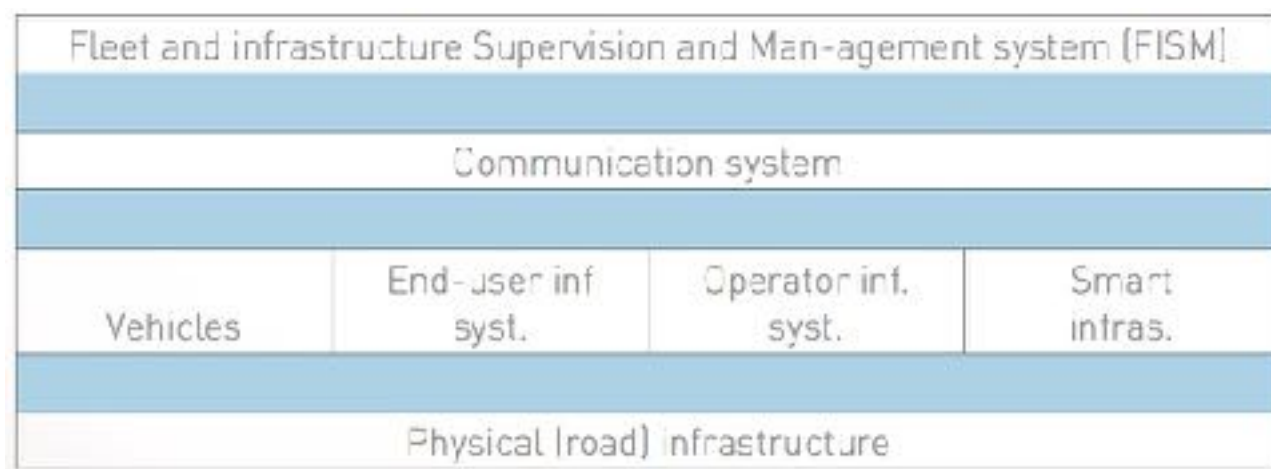 Fleet and infrastructure Supervision and Man-agement system (FISM)
Communication system
Vehicles
End-user inf
syst.
Operator inf.
syst.
Smart
infras.
Physical (road) infrastructure